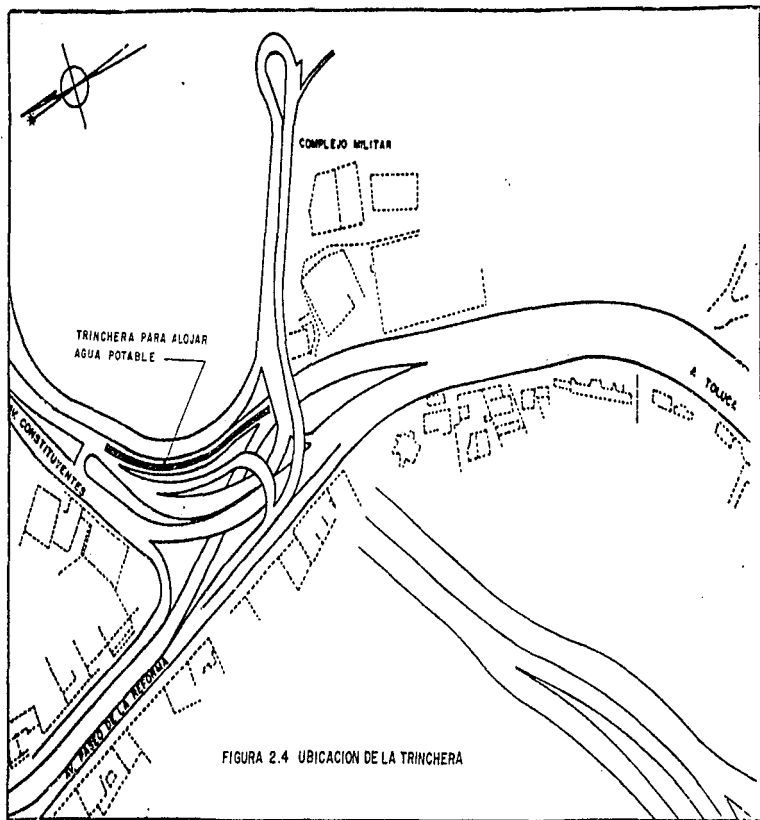 COMPLEJO MILITAR
TRINCHERA PARA ALOJAR
AGUA POTABLE
A TOLUCA
AV. CONSTITUYENTES
AV. PASEO DE LA REFORMA
FIGURA 2.4 UBICACION DE LA TRINCHERA